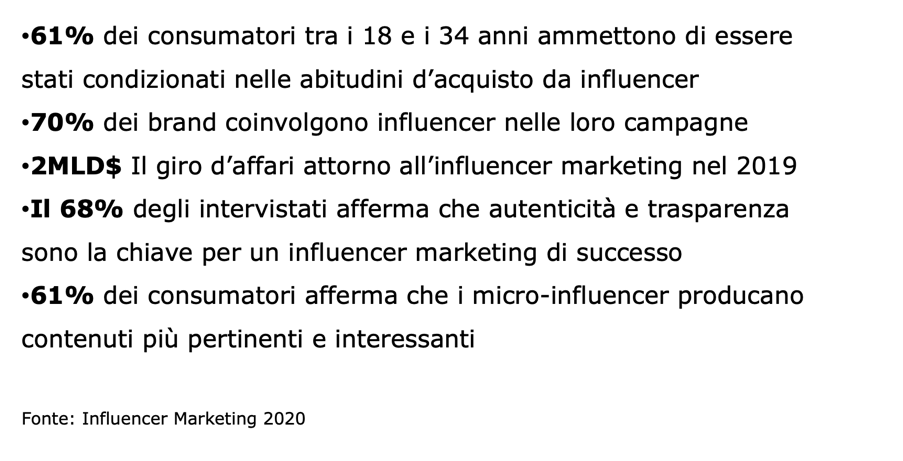 •61% dei consumatori tra i 18 e i 34 anni ammettono di essere
stati condizionati nelle abitudini d’acquisto da influencer
•70% dei brand coinvolgono influencer nelle loro campagne
•2MLD$ Il giro d’affari attorno all’influencer marketing nel 2019
•Il 68% degli intervistati afferma che autenticità e trasparenza
sono la chiave per un influencer marketing di successo
•61% dei consumatori afferma che i micro-influencer producano
contenuti più pertinenti e interessanti
Fonte: Influencer Marketing 2020